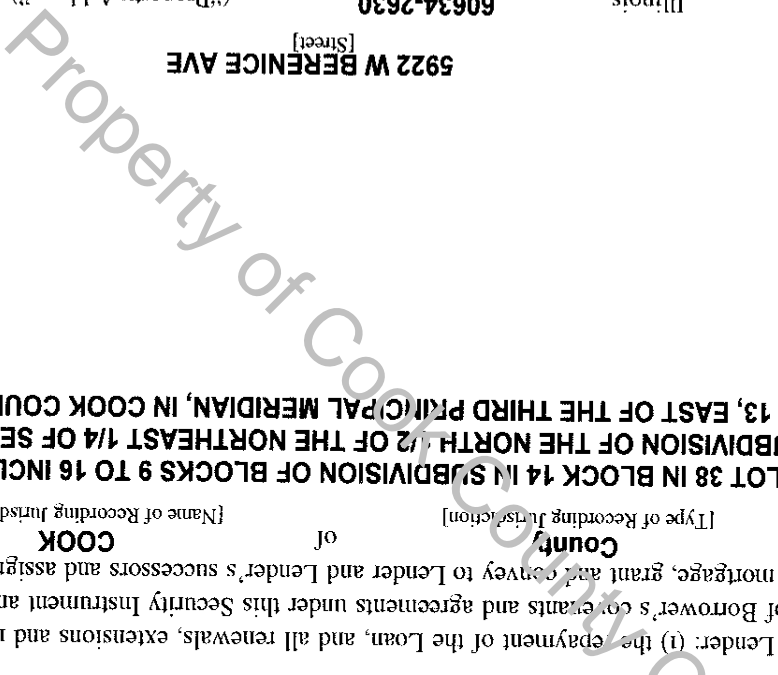 Lender: (i) the repayment of the Loan, and all renewals, extensions and
of Borrower's covenants and agreements under this Security Instrument
mortgage, grant and convey to Lender and Lender's successors and
County of COOK
[Type of Recording Jurisdiction] [Name of Recording
LOT 38 IN BLOCK 14 IN SUBDIVISION OF BLOCKS 9 TO 16
OF THE NORTH 1/2 OF THE NORTHEAST 1/4 OF
13, EAST OF THE THIRD PRINCIPAL MERIDIAN, IN COOK
5922 W BERENICE AVE
[Street]
Illinois 60634-2630
Property of Cook County